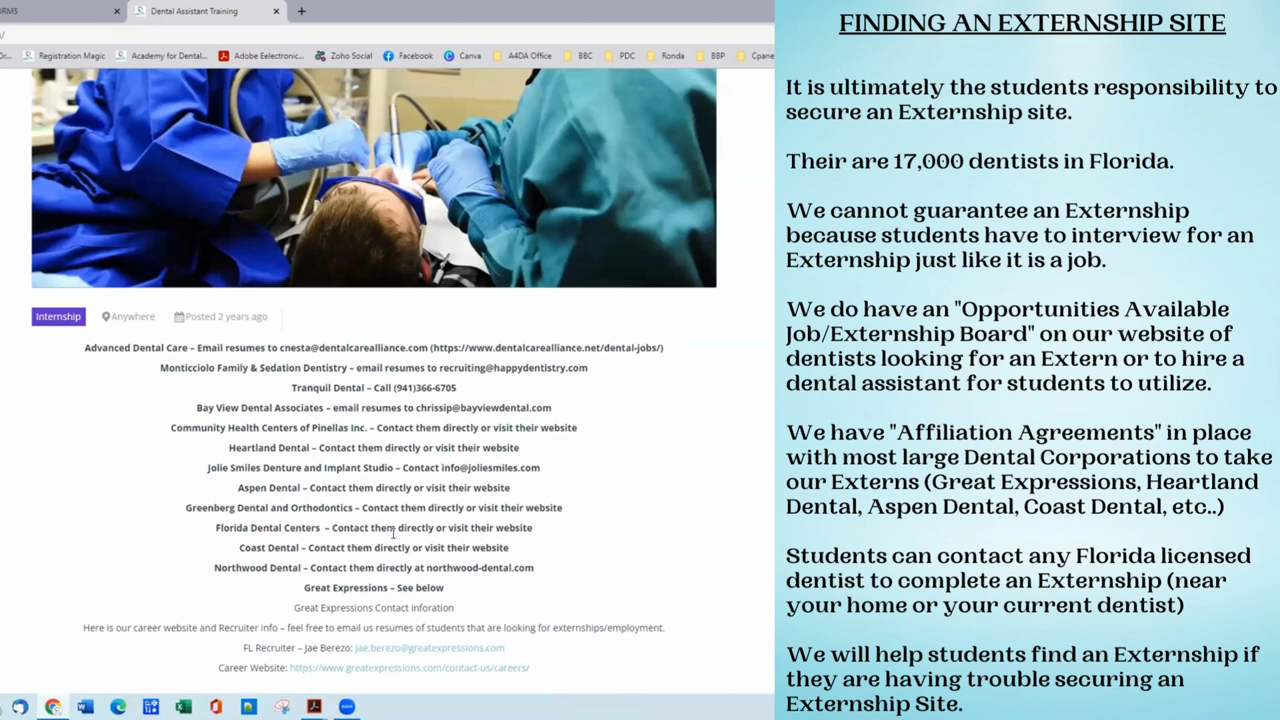 RMS
Dental Assistant Training
Dr...
Registration Magic
Academy for Dental...
Adobe Eelectronic...
Zoho Social
Facebook
Canva
A4DA Office
BBC
PDC
Ronda
BBP
Cpane
Internship
Anywhere
Posted 2 years ago
Advanced Dental Care – Email resumes to cnesta@dentalcarealliance.com (https://www.dentalcarealliance.net/dental-jobs/)
Monticciolo Family & Sedation Dentistry – email resumes to recruiting@happydentistry.com
Tranquil Dental – Call (941)366-6705
Bay View Dental Associates – email resumes to chrissip@bayviewdental.com
Community Health Centers of Pinellas Inc. – Contact them directly or visit their website
Heartland Dental – Contact them directly or visit their website
Jolie Smiles Denture and Implant Studio – Contact info@joliesmiles.com
Aspen Dental – Contact them directly or visit their website
Greenberg Dental and Orthodontics – Contact them directly or visit their website
Florida Dental Centers – Contact them directly or visit their website
Coast Dental – Contact them directly or visit their website
Northwood Dental – Contact them directly at northwood-dental.com
Great Expressions – See below
Great Expressions Contact inforation
Here is our career website and Recruiter info – feel free to email us resumes of students that are looking for externships/employment.
FL Recruiter – Jae Berezo: jae.berezo@greatexpressions.com
Career Website: https://www.greatexpressions.com/contact-us/careers/
FINDING AN EXTERNSHIP SITE
It is ultimately the students responsibility to
secure an Externship site.
Their are 17,000 dentists in Florida.
We cannot guarantee an Externship
because students have to interview for an
Externship just like it is a job.
We do have an "Opportunities Available
Job/Externship Board" on our website of
dentists looking for an Extern or to hire a
dental assistant for students to utilize.
We have "Affiliation Agreements" in place
with most large Dental Corporations to take
our Externs (Great Expressions, Heartland
Dental, Aspen Dental, Coast Dental, etc..)
Students can contact any Florida licensed
dentist to complete an Externship (near
your home or your current dentist)
We will help students find an Externship if
they are having trouble securing an
Externship Site.